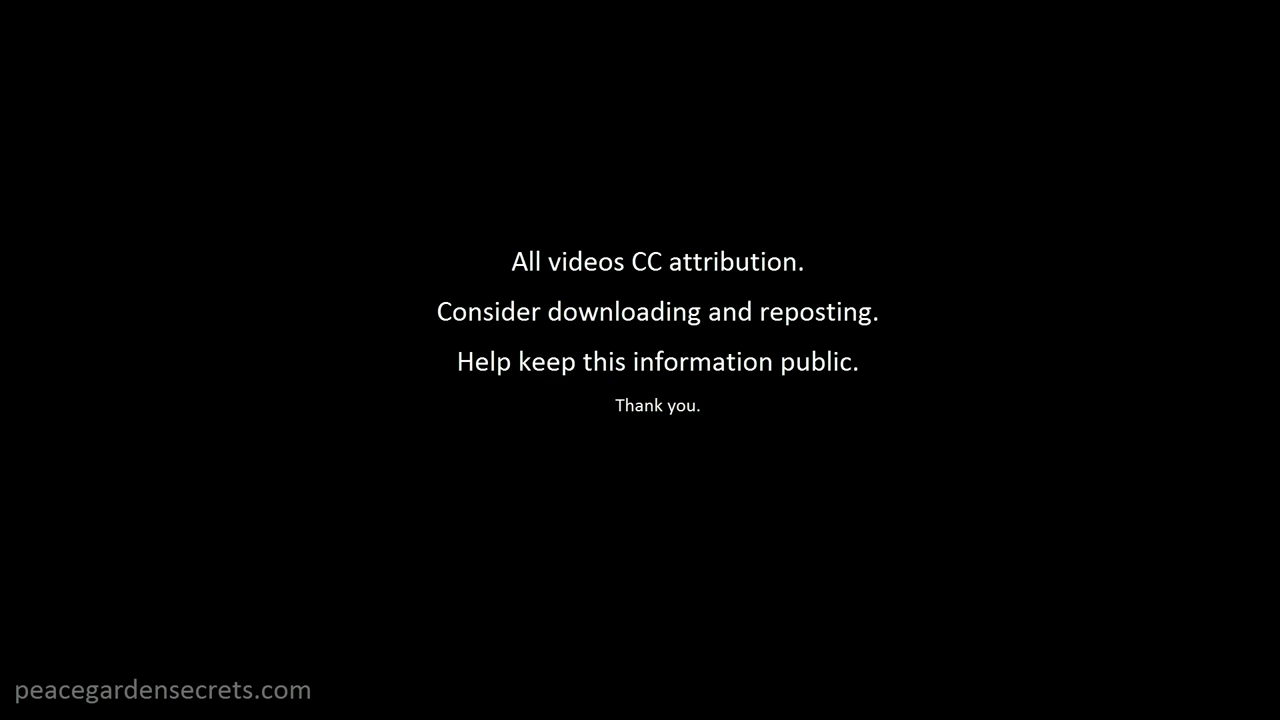 All videos CC attribution.
Consider downloading and reposting.
Help keep this information public.
Thank you.
peacegardensecrets.com